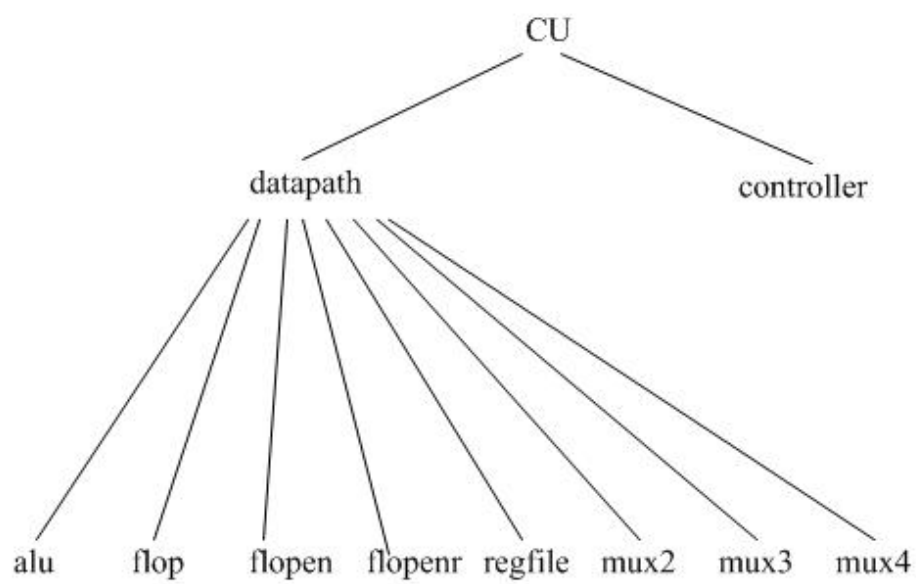 CU
datapath controller
alu flop flopen flopenr regfile mux2 mux3 mux4